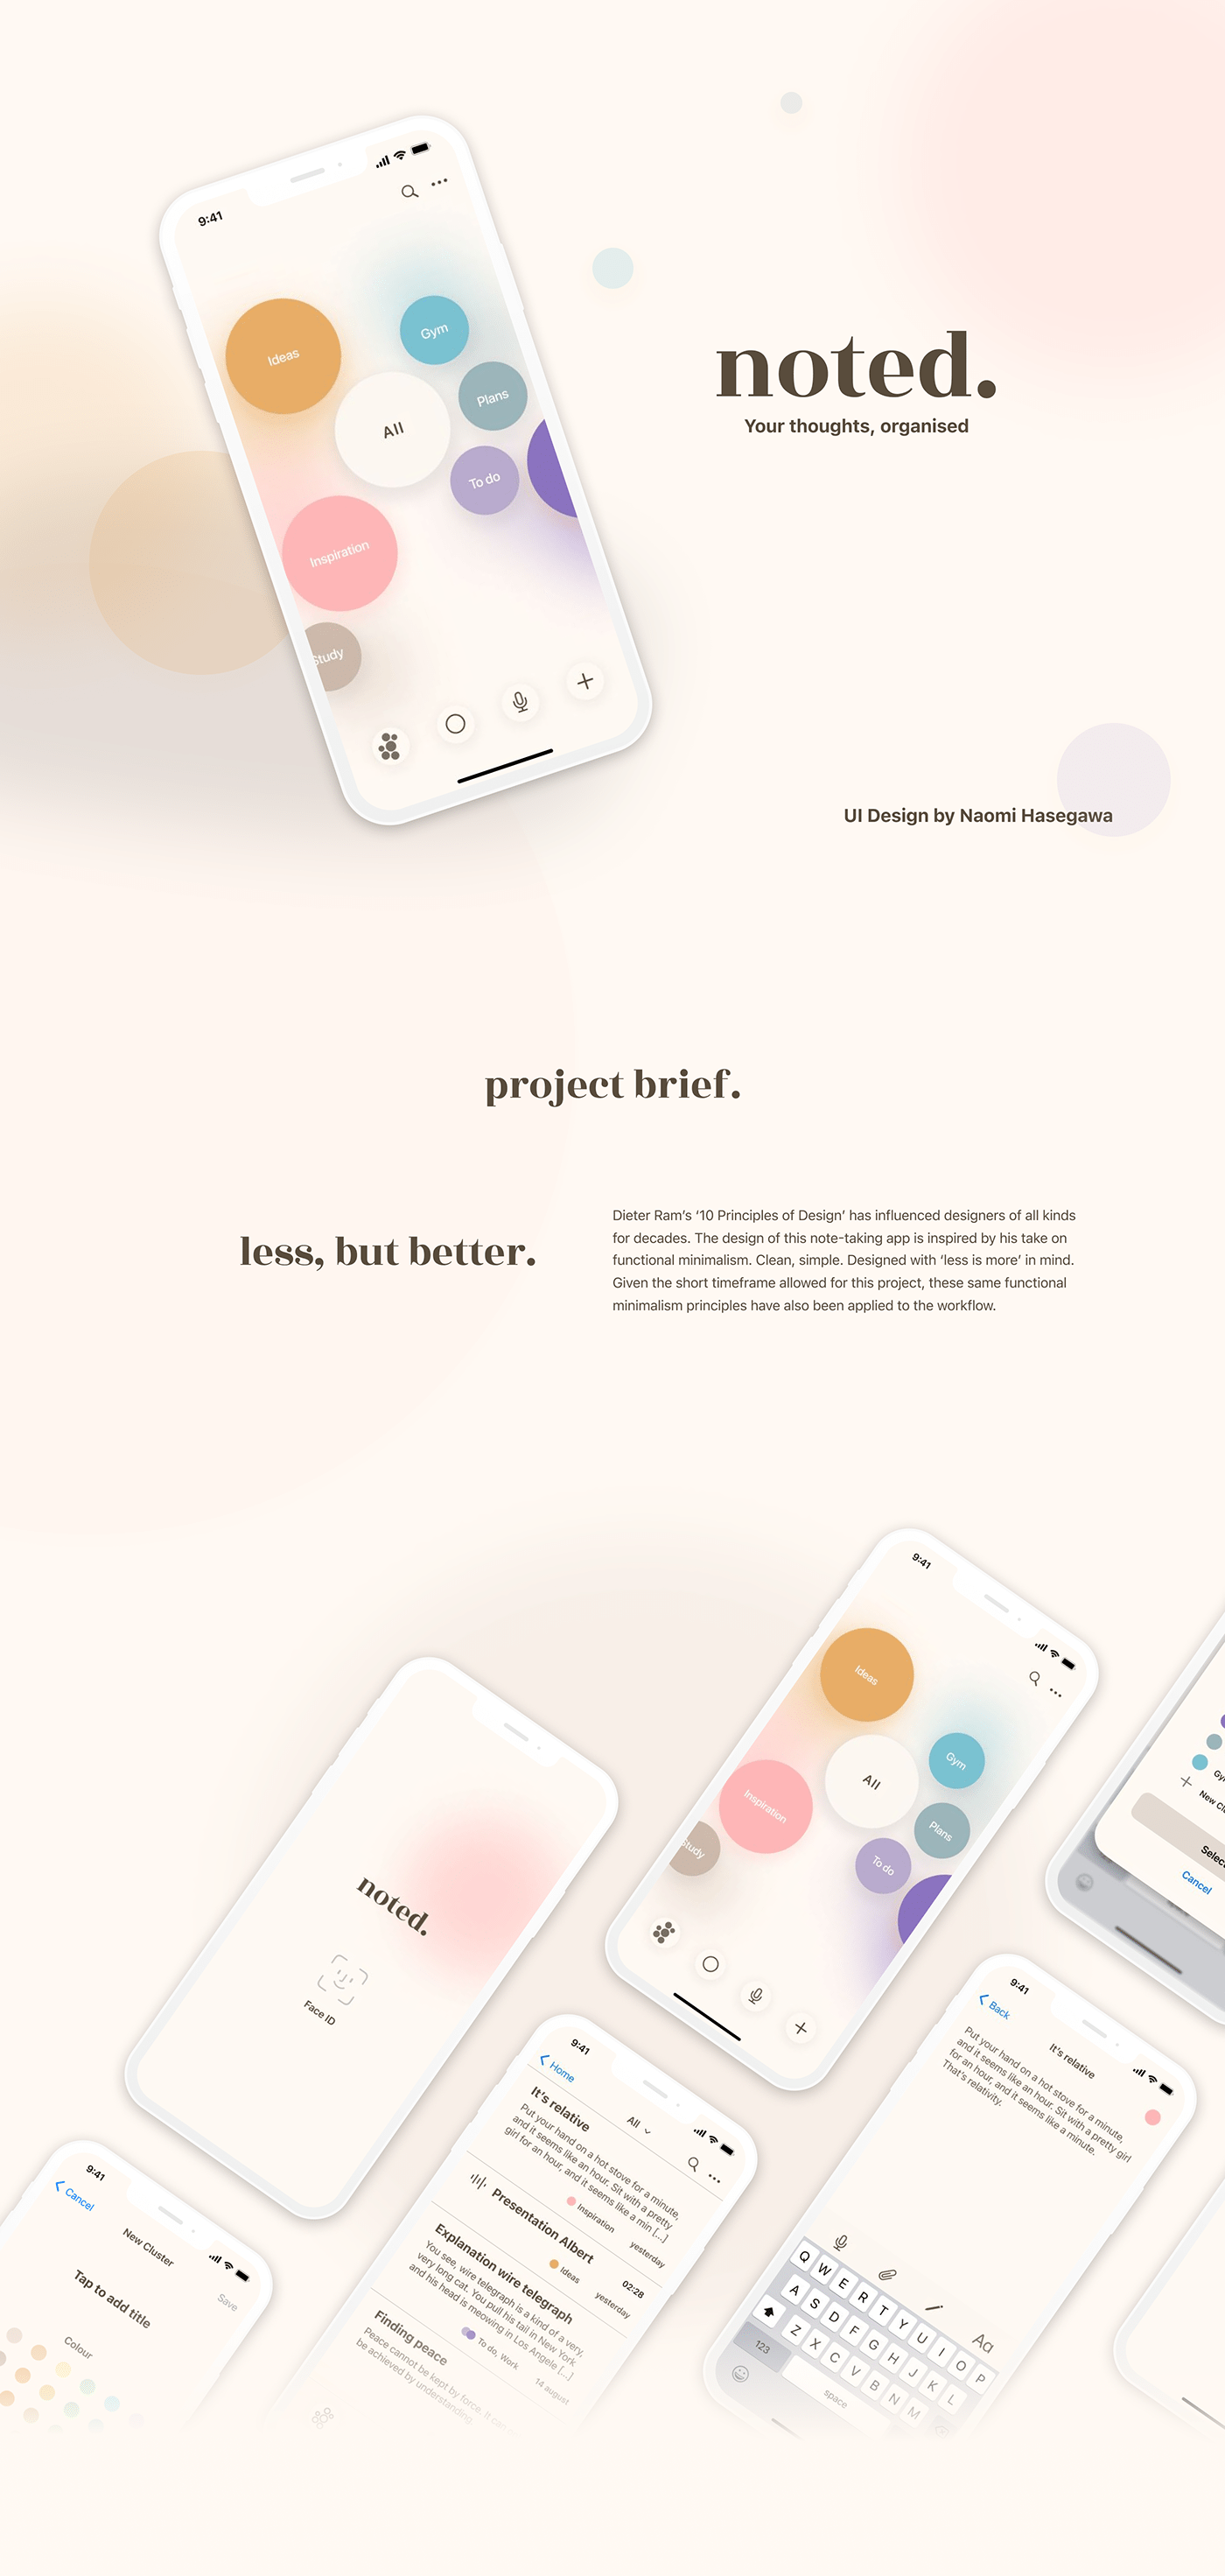 9:41
Ideas
Gym
Plans
All
To do
Inspiration
Study
noted.
Your thoughts, organised
UI Design by Naomi Hasegawa
project brief.
less, but better.
Dieter Ram's ‘10 Principles of Design’ has influenced designers of all kinds
for decades. The design of this note-taking app is inspired by his take on
functional minimalism. Clean, simple. Designed with ‘less is more’ in mind.
Given the short timeframe allowed for this project, these same functional
minimalism principles have also been applied to the workflow.
noted.
Face ID
9:41
Ideas
Gym
All
Inspiration
Plans
Study
To do
New
Cancel
9:41
Cancel
New Cluster
Save
Tap to add title
Colour
9:41
Home
All
It's relative
Put your hand on a hot stove for a minute,
and it seems like an hour. Sit with a pretty
girl for an hour, and it seems like a min [...]
Inspiration
yesterday
Presentation Albert
02:28
Ideas
yesterday
Explanation wire telegraph
You see, wire telegraph is a kind of a very,
very long cat. You pull his tail in New York
and his head is meowing in Los Angele [...]
To do, Work
14 august
Finding peace
Peace cannot be kept by force. It can
be achieved by understanding
9:41
Back
It's relative
Put your hand on a hot stove for a minute,
and it seems like an hour. Sit with a pretty girl
for an hour, and it seems like a minute.
That's relativity.
Aa
Q W E R T Y U I O P
A S D F G H J K L
Z X C V B N M
123
space